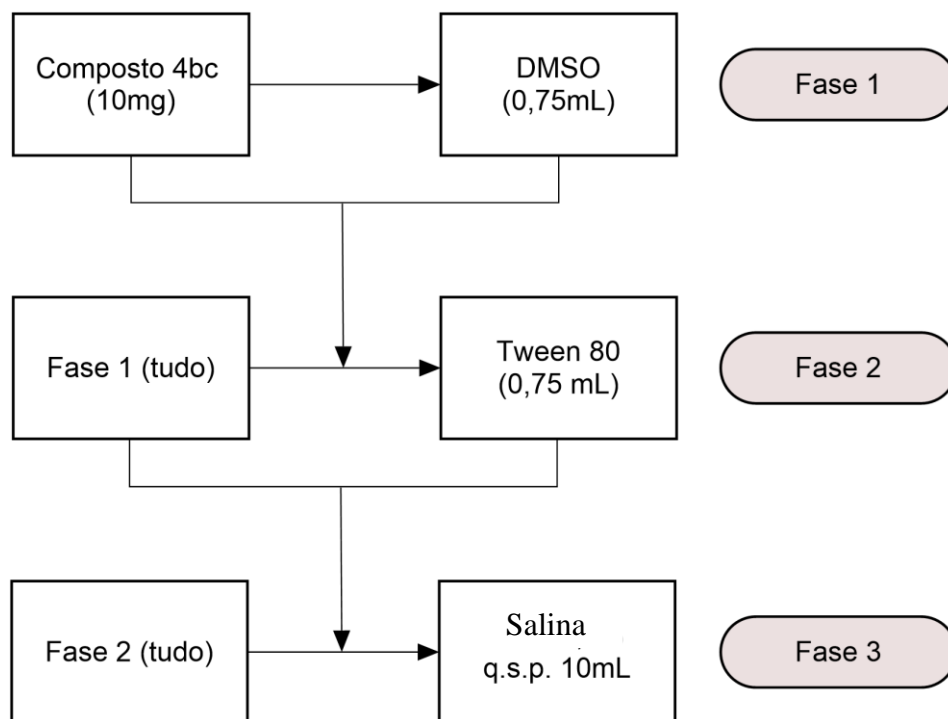 Composto 4bc
(10mg)
DMSO
(0,75mL)
Fase 1
Fase 1 (tudo)
Tween 80
(0,75 mL)
Fase 2
Fase 2 (tudo)
Salina
q.s.p. 10mL
Fase 3